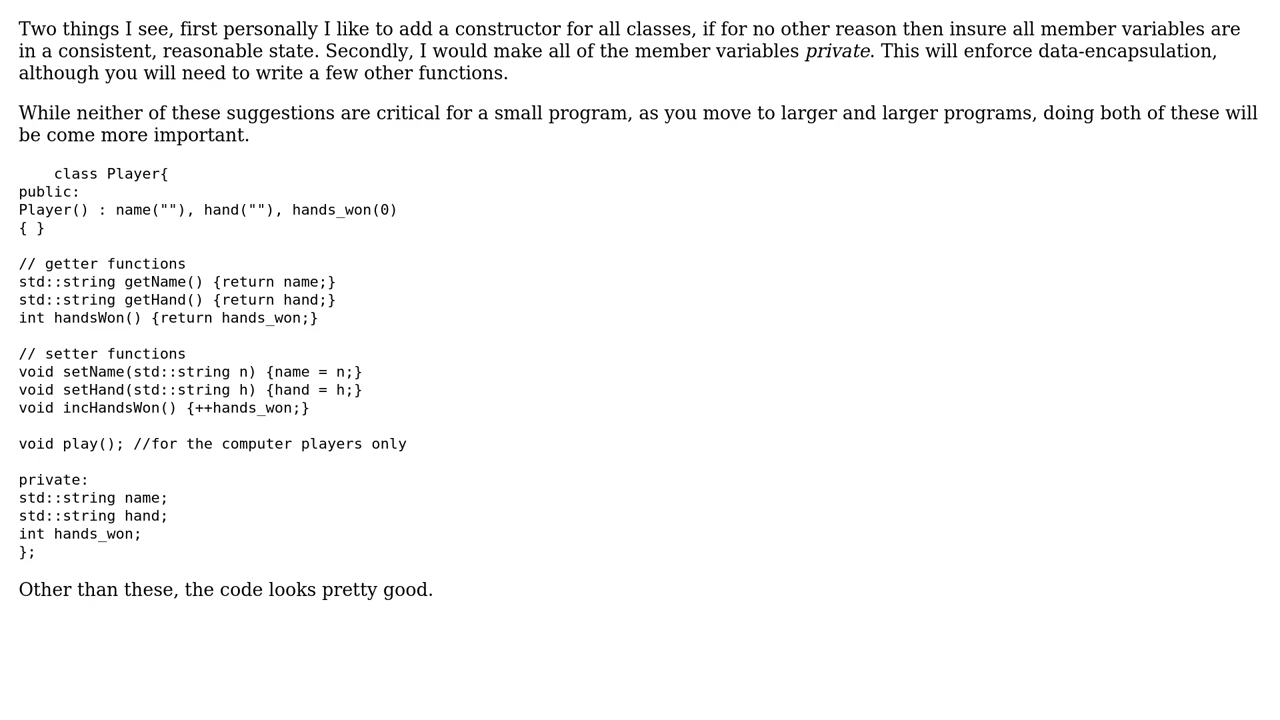 Two things I see, first personally I like to add a constructor for all classes, if for no other reason then insure all member variables are
in a consistent, reasonable state. Secondly, I would make all of the member variables private. This will enforce data-encapsulation,
although you will need to write a few other functions.
While neither of these suggestions are critical for a small program, as you move to larger and larger programs, doing both of these will
be come more important.
    class Player{
public:
Player() : name(""), hand(""), hands_won(0)
{ }
// getter functions
std::string getName() {return name;}
std::string getHand() {return hand;}
int handsWon() {return hands_won;}
// setter functions
void setName(std::string n) {name = n;}
void setHand(std::string h) {hand = h;}
void incHandsWon() {++hands_won;}
void play(); //for the computer players only
private:
std::string name;
std::string hand;
int hands_won;
};
Other than these, the code looks pretty good.